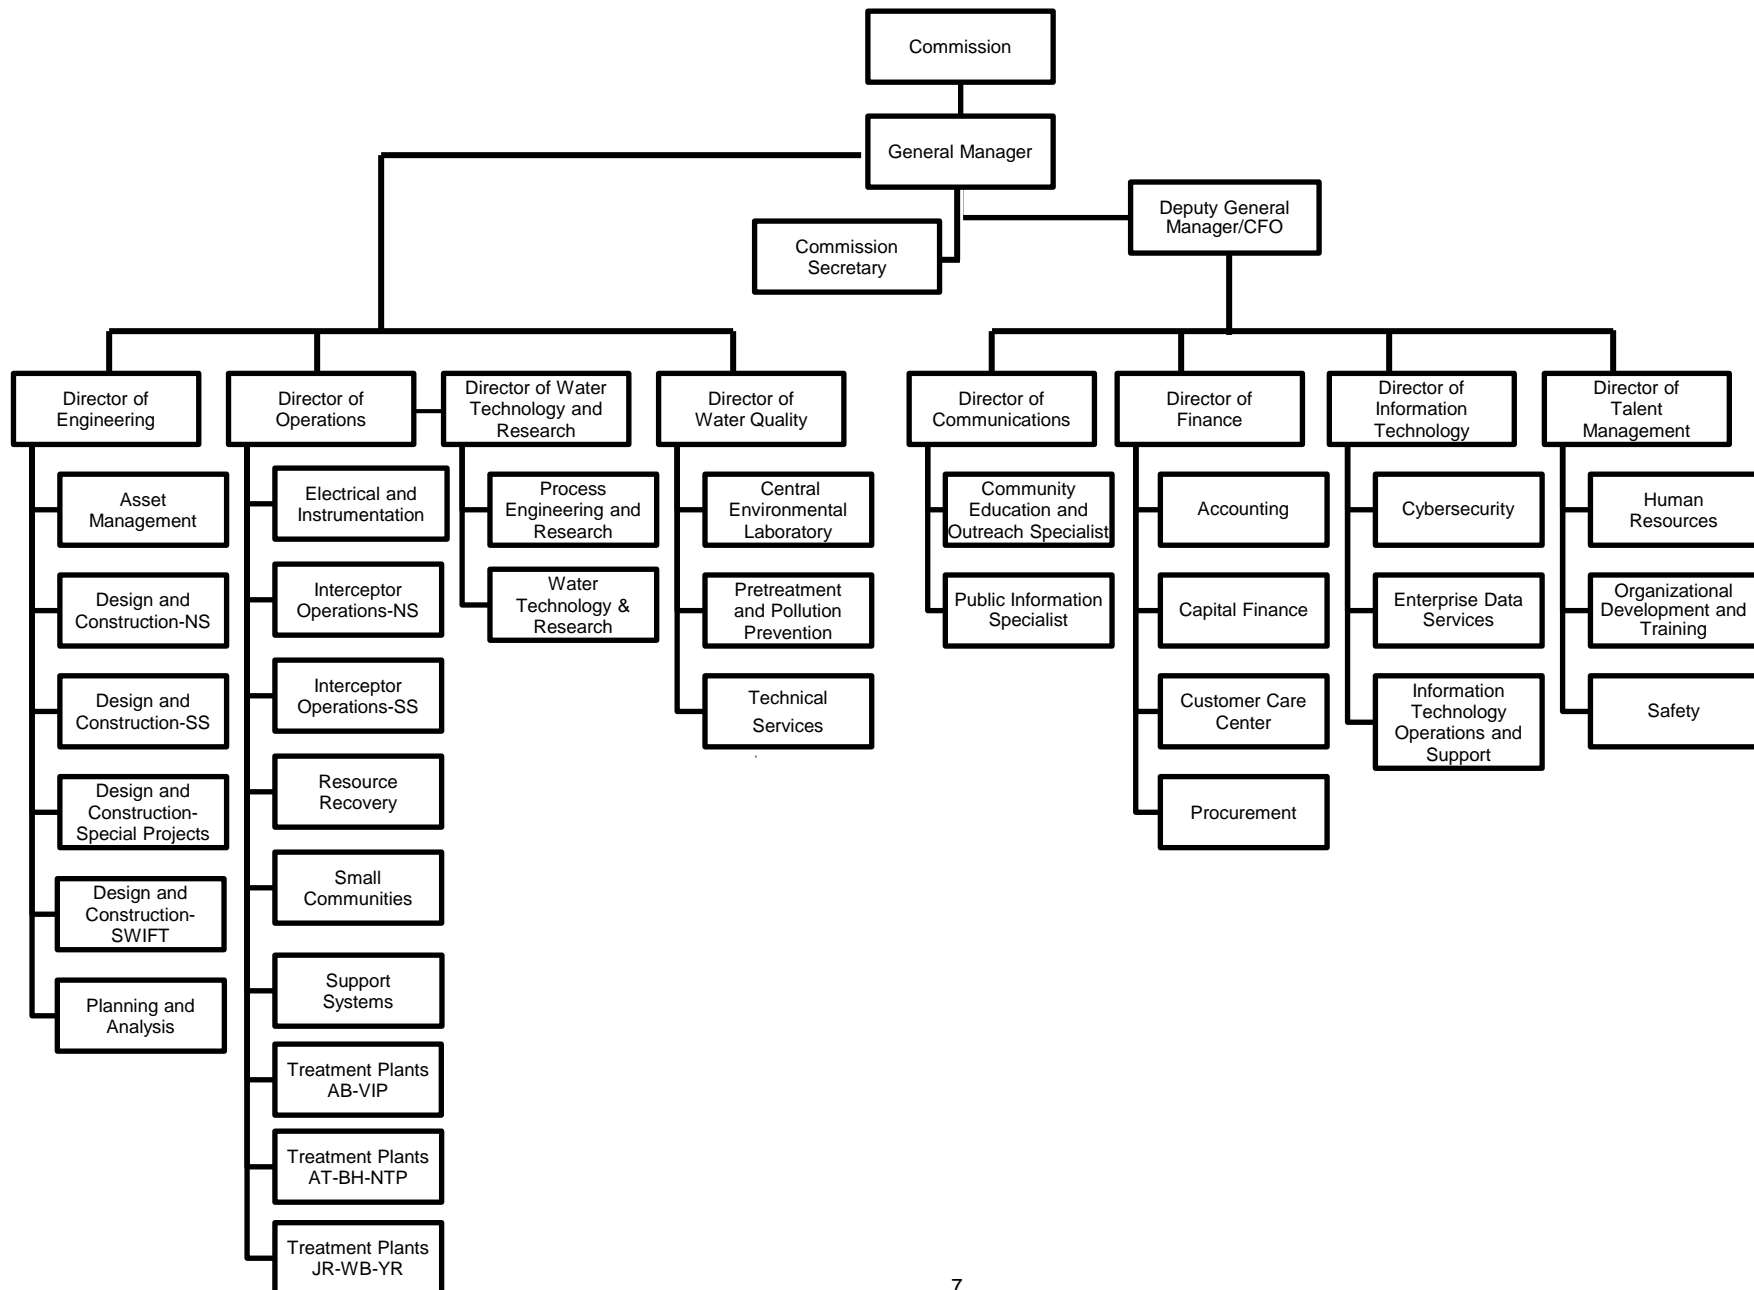 Commission
General Manager
Deputy General
Manager/CFO
Commission
Secretary
Director of
Engineering
Director of
Operations
Director of Water
Technology and
Research
Director of
Water Quality
Director of
Communications
Director of
Finance
Director of
Information
Technology
Director of
Talent
Management
Asset
Management
Design and
Construction-NS
Design and
Construction-SS
Design and
Construction-
Special Projects
Design and
Construction-
SWIFT
Planning and
Analysis
Electrical and
Instrumentation
Interceptor
Operations-NS
Interceptor
Operations-SS
Resource
Recovery
Small
Communities
Support
Systems
Treatment Plants
AB-VIP
Treatment Plants
AT-BH-NTP
Treatment Plants
JR-WB-YR
Process
Engineering and
Research
Water
Technology &
Research
Central
Environmental
Laboratory
Pretreatment
and Pollution
Prevention
Technical
Services
Community
Education and
Outreach Specialist
Public Information
Specialist
Accounting
Capital Finance
Customer Care
Center
Procurement
Cybersecurity
Enterprise Data
Services
Information
Technology
Operations and
Support
Human
Resources
Organizational
Development and
Training
Safety
7